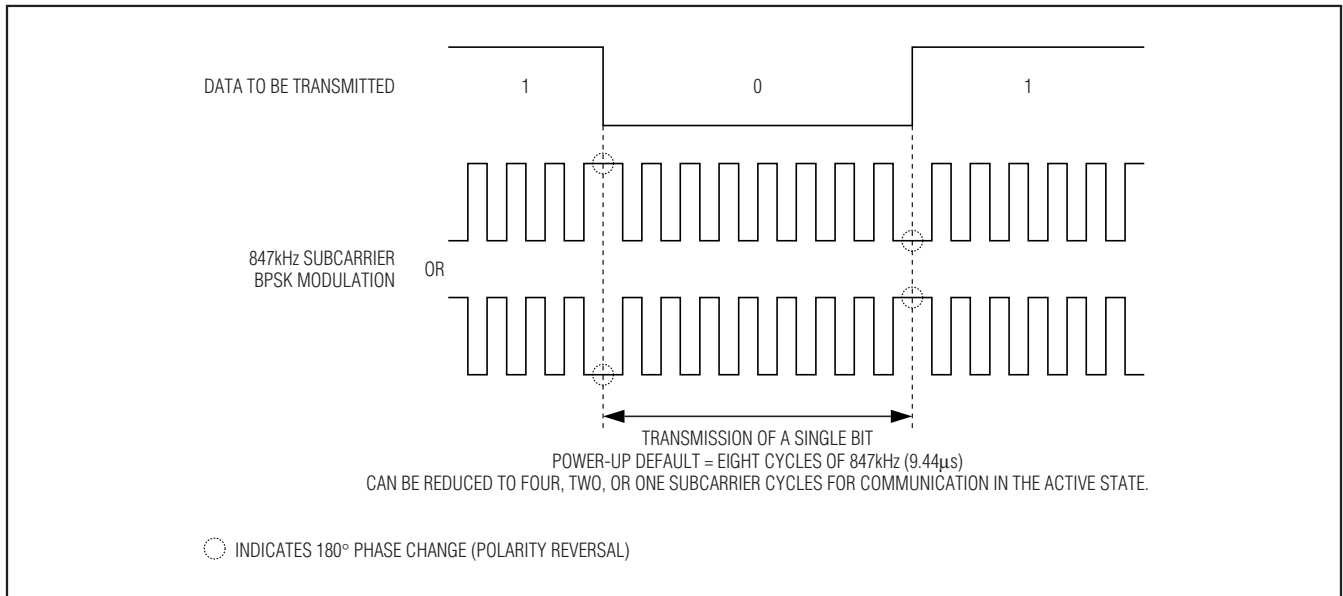 DATA TO BE TRANSMITTED
1
0
1
847kHz SUBCARRIER
BPSK MODULATION
OR
TRANSMISSION OF A SINGLE BIT
POWER-UP DEFAULT = EIGHT CYCLES OF 847kHz (9.44μs)
CAN BE REDUCED TO FOUR, TWO, OR ONE SUBCARRIER CYCLES FOR COMMUNICATION IN THE ACTIVE STATE.
INDICATES 180° PHASE CHANGE (POLARITY REVERSAL)